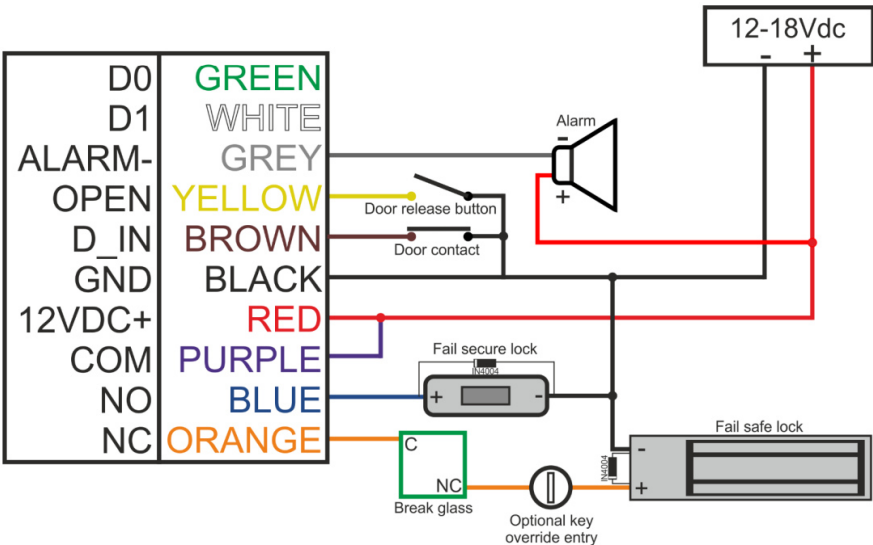 12-18Vdc
- +
D0 GREEN
D1 WHITE
ALARM- GREY
OPEN YELLOW
D_IN BROWN
GND BLACK
12VDC+ RED
COM PURPLE
NO BLUE
NC ORANGE
Alarm
-
+
Door release button
Door contact
Fail secure lock
IN4004
+ -
C
NC
Break glass
Optional key
override entry
Fail safe lock
-
IN4004
+